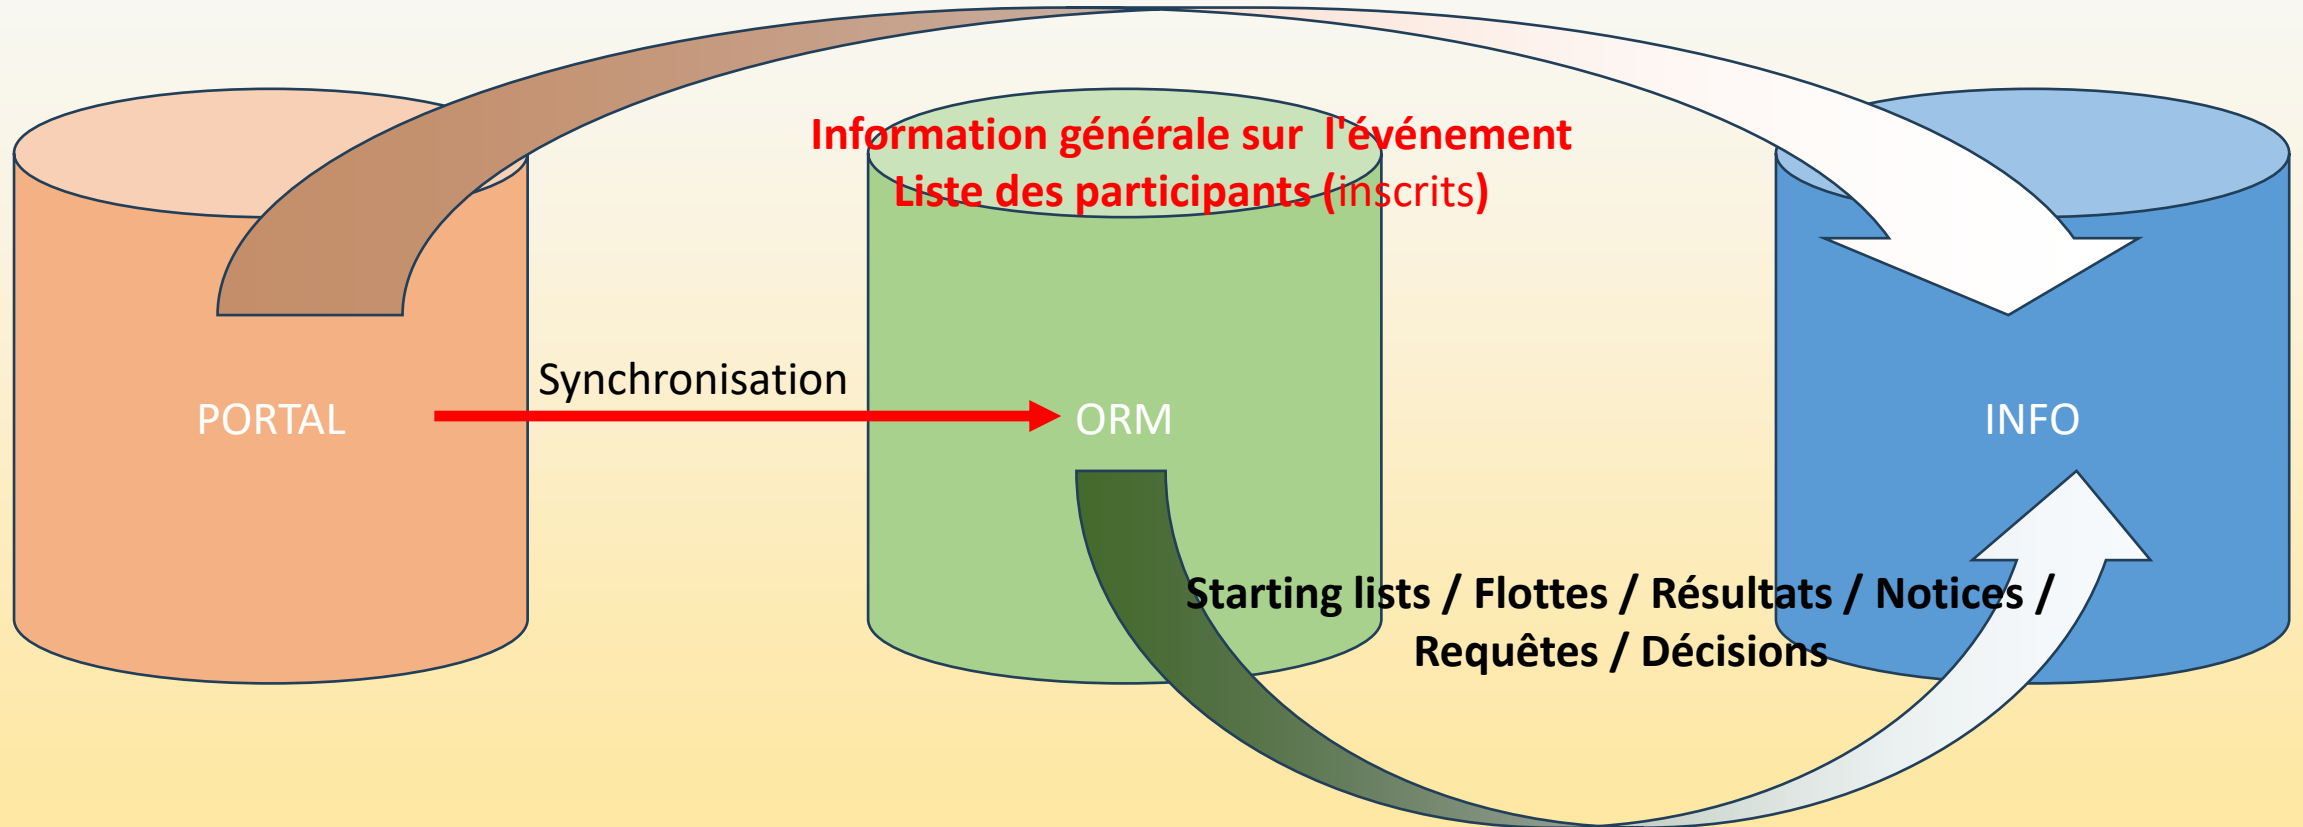 Information générale sur  l'événement
Liste des participants (inscrits)
Synchronisation
PORTAL
ORM
INFO
Starting lists / Flottes / Résultats / Notices /
Requêtes / Décisions